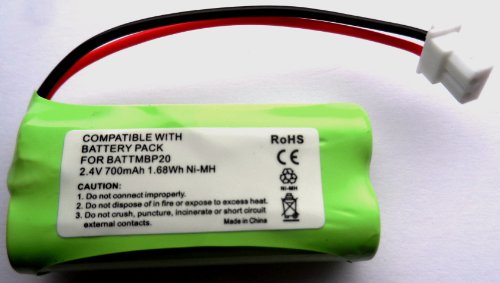 COMPATIBLE WITH
BATTERY PACK
FOR BATTMBP20
2.4V 700mAh 1.68Wh Ni-MH
RoHS
Ni-MH
CAUTION:
1. Do not connect improperly.
2. Do not dispose of in fire or expose to excess heat.
3. Do not crush, puncture, incinerate or short circuit
external contacts. Made in China